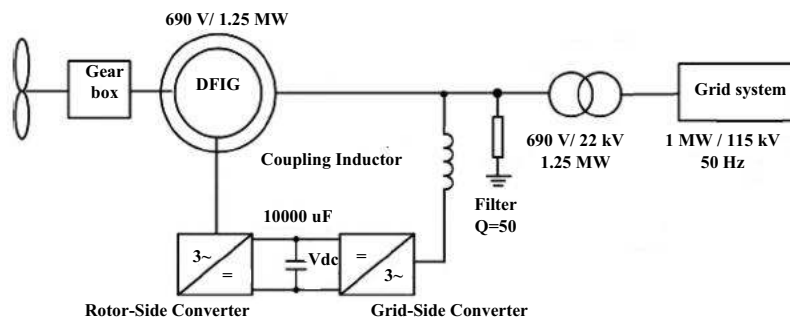 690 V/ 1.25 MW
Gear
box
DFIG
Grid system
Coupling Inductor
690 V/ 22 kV
1.25 MW
1 MW / 115 kV
50 Hz
Filter
Q=50
10000 uF
3~
=
Vdc
=
3~
Rotor-Side Converter
Grid-Side Converter